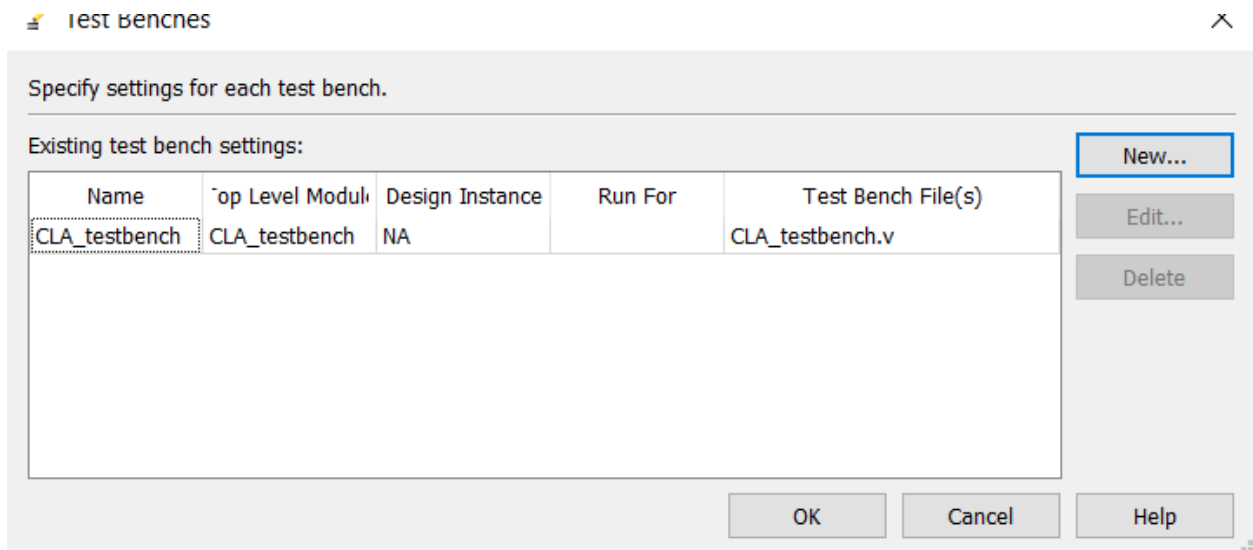 Test Benches
Specify settings for each test bench.
Existing test bench settings:
New...
Name Top Level Module Design Instance Run For Test Bench File(s)
CLA_testbench CLA_testbench NA CLA_testbench.v
Edit...
Delete
OK Cancel Help